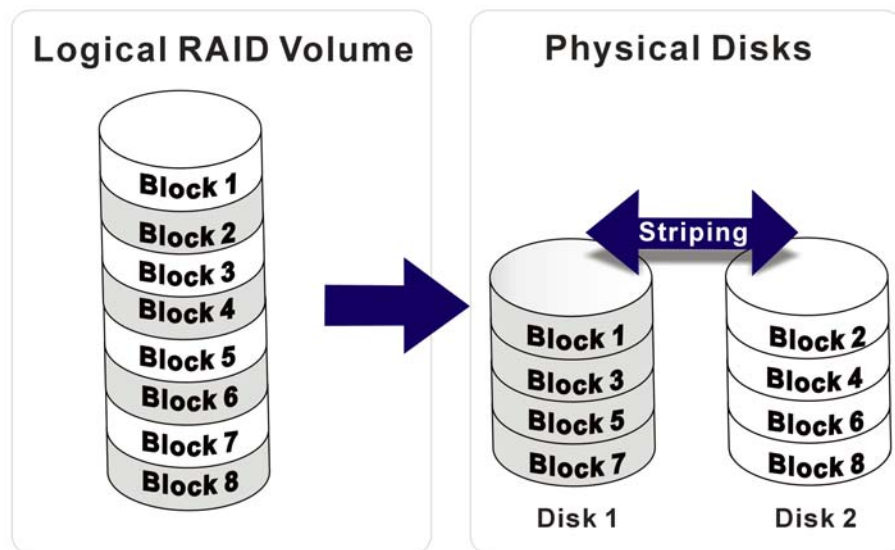 Logical RAID Volume
Block 1
Block 2
Block 3
Block 4
Block 5
Block 6
Block 7
Block 8
Physical Disks
Striping
Block 1
Block 3
Block 5
Block 7
Disk 1
Block 2
Block 4
Block 6
Block 8
Disk 2